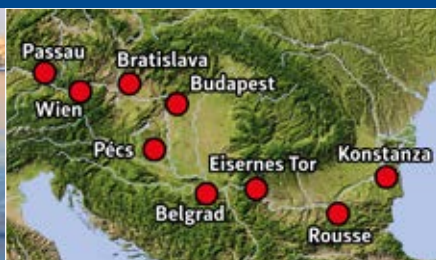 Passau
Bratislava
Wien
Budapest
Pécs
Eisernes Tor
Konstanza
Belgrad
Rousse